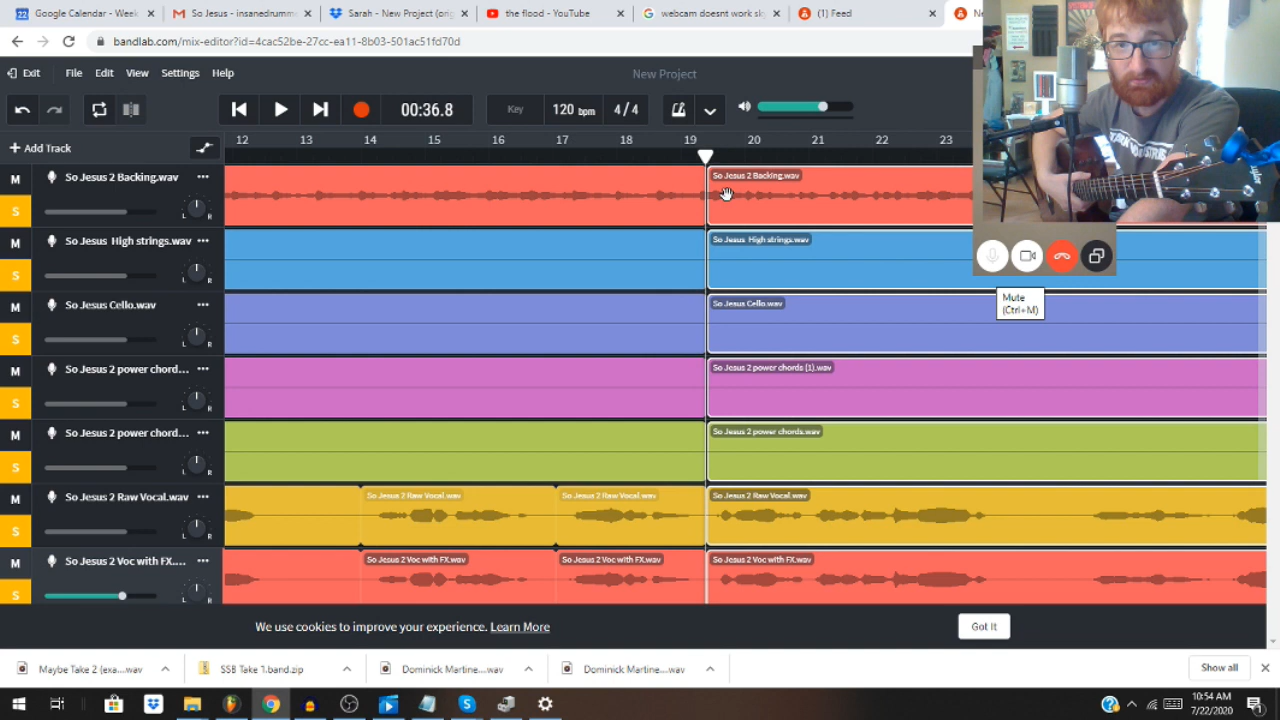 22 Google Calendar - Week
So Jesus - insanedrumme
Sarah - New Project (orig
the flood - YouTube
webcam doesnt work sky
(1) Feed
Ne
bandlab.com/mix-editor?id=4cac52be-27cc-ea11-8b03-501ac51fd70d
Exit File Edit View Settings Help
New Project
00:36.8
Key 120 bpm 4/4
+ Add Track
12 13 14 15 16 17 18 19 20 21 22 23
M So Jesus 2 Backing.wav ...
S L R
So Jesus 2 Backing.wav
M So Jesus High strings.wav ...
S L R
So Jesus High strings.wav
M So Jesus Cello.wav ...
S L R
So Jesus Cello.wav
Mute
(Ctrl+M)
M So Jesus 2 power chord... ...
S L R
So Jesus 2 power chords (1).wav
M So Jesus 2 power chord... ...
S L R
So Jesus 2 power chords.wav
M So Jesus 2 Raw Vocal.wav ...
S L R
So Jesus 2 Raw Vocal.wav So Jesus 2 Raw Vocal.wav So Jesus 2 Raw Vocal.wav
M So Jesus 2 Voc with FX.... ...
S L R
So Jesus 2 Voc with FX.wav So Jesus 2 Voc with FX.wav So Jesus 2 Voc with FX.wav
We use cookies to improve your experience. Learn More
Got It
Maybe Take 2 (exa....wav
SSB Take 1.band.zip
Dominick Martine....wav
Dominick Martine....wav
Show all
10:54 AM
7/22/2020